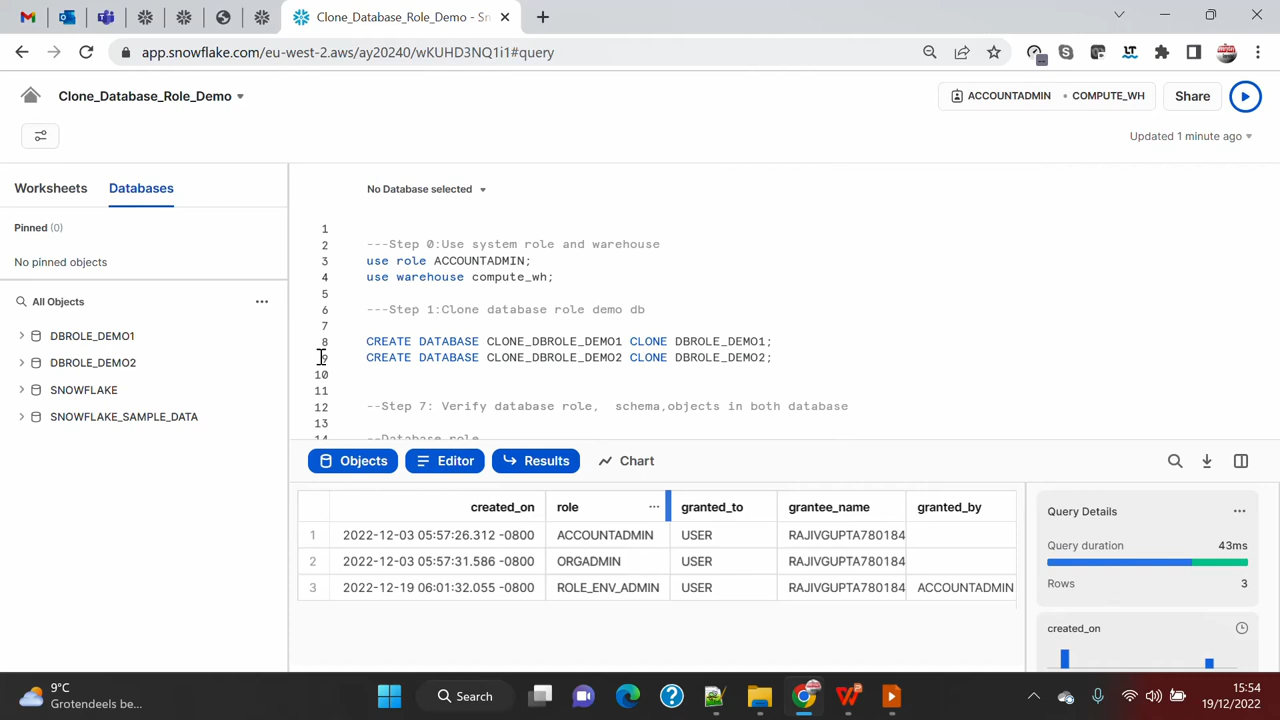 Clone_Database_Role_Demo - Sn
app.snowflake.com/eu-west-2.aws/ay20240/wKUHD3NQ1i1#query
Clone_Database_Role_Demo
ACCOUNTADMIN
COMPUTE_WH
Share
Updated 1 minute ago
Worksheets
Databases
No Database selected
Pinned (0)
No pinned objects
All Objects
DBROLE_DEMO1
DBROLE_DEMO2
SNOWFLAKE
SNOWFLAKE_SAMPLE_DATA
1
2 ---Step 0:Use system role and warehouse
3 use role ACCOUNTADMIN;
4 use warehouse compute_wh;
5
6 ---Step 1:Clone database role demo db
7
8 CREATE DATABASE CLONE_DBROLE_DEMO1 CLONE DBROLE_DEMO1;
9 CREATE DATABASE CLONE_DBROLE_DEMO2 CLONE DBROLE_DEMO2;
10
11
12 --Step 7: Verify database role, schema,objects in both database
13
14 --Database role
Objects
Editor
Results
Chart
created_on role ... granted_to grantee_name granted_by
1 2022-12-03 05:57:26.312 -0800 ACCOUNTADMIN USER RAJIVGUPTA780184
2 2022-12-03 05:57:31.586 -0800 ORGADMIN USER RAJIVGUPTA780184
3 2022-12-19 06:01:32.055 -0800 ROLE_ENV_ADMIN USER RAJIVGUPTA780184 ACCOUNTADMIN
Query Details
Query duration 43ms
Rows 3
created_on
9°C
Grotendeels be...
Search
15:54
19/12/2022